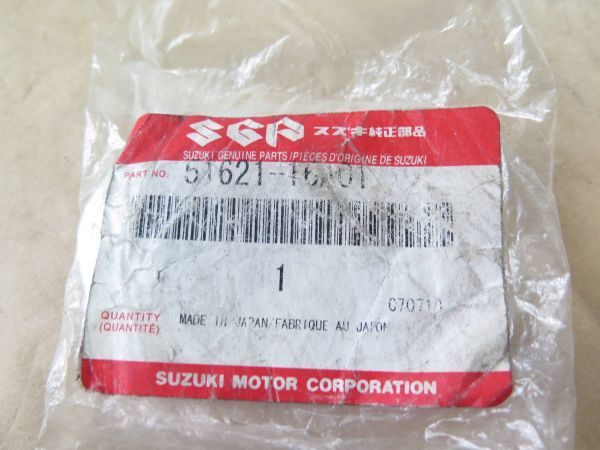 SGP スズキ純正部品
SUZUKI GENUINE PARTS/PIÈCES D'ORIGINE DE SUZUKI
PART NO.
1
QUANTITY
(QUANTITÉ)
MADE IN JAPAN/FABRIQUE AU JAPON
SUZUKI MOTOR CORPORATION